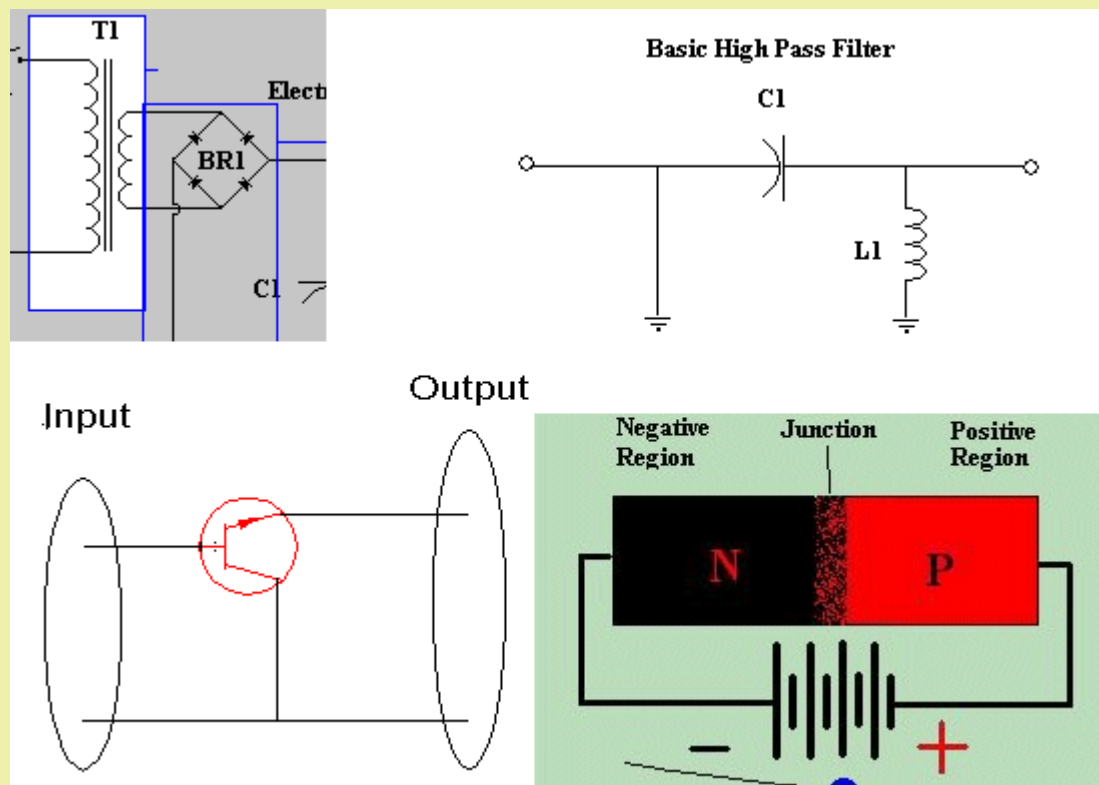 T1
Elect
BR1
C1
Basic High Pass Filter
C1
L1
Input
Output
Negative
Region
Junction
Positive
Region
N
P
-
+